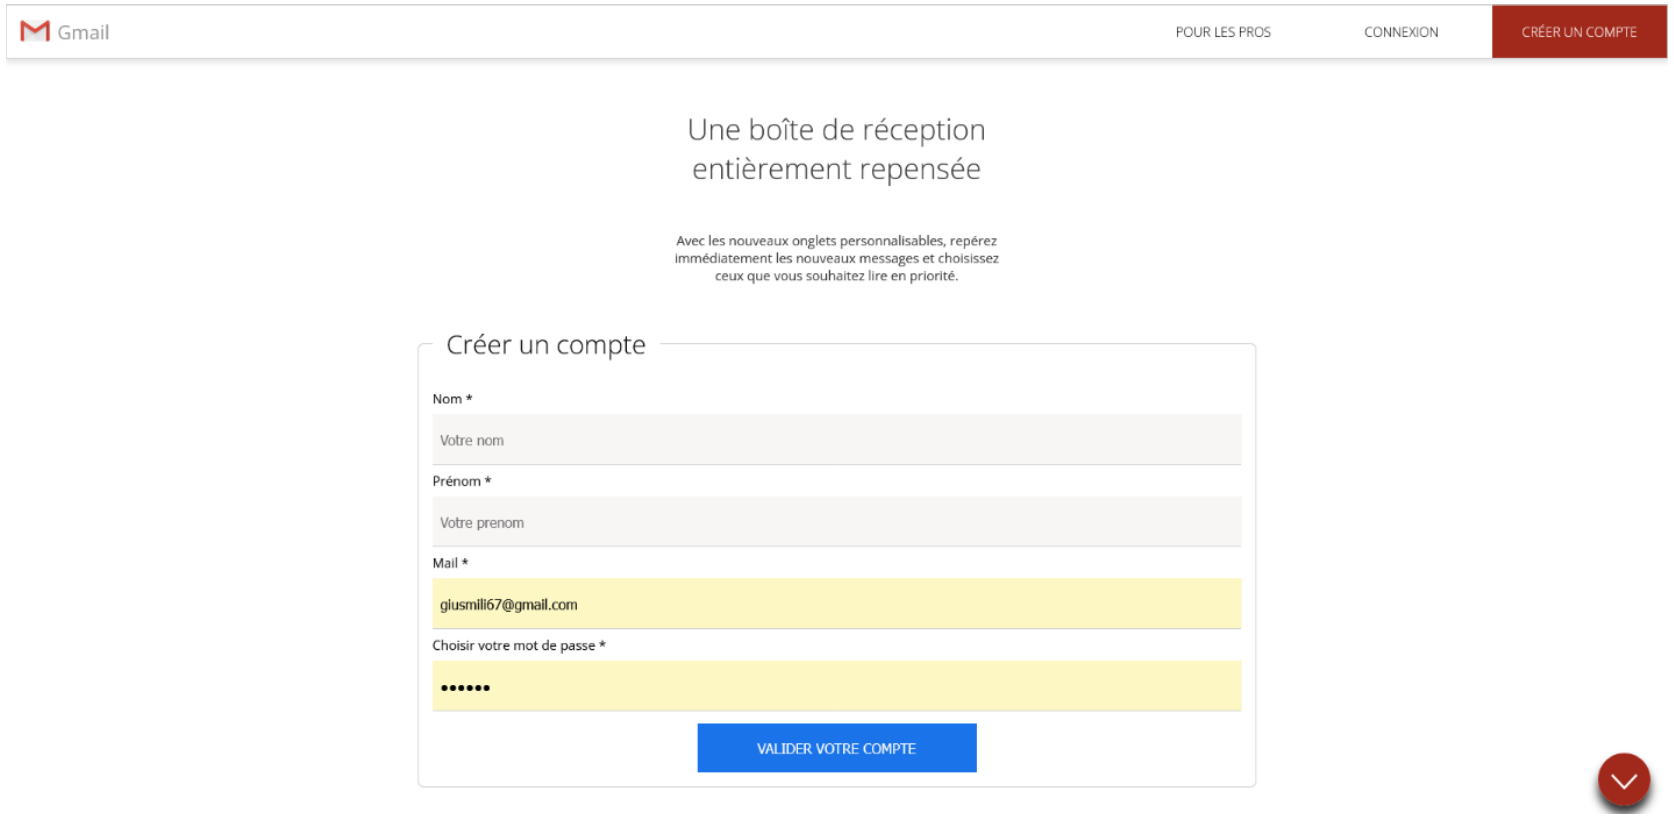 Gmail
POUR LES PROS
CONNEXION
CRÉER UN COMPTE
Une boîte de réception
entièrement repensée
Avec les nouveaux onglets personnalisables, repérez
immédiatement les nouveaux messages et choisissez
ceux que vous souhaitez lire en priorité.
Créer un compte
Nom *
Votre nom
Prénom *
Votre prenom
Mail *
giusmili67@gmail.com
Choisir votre mot de passe *
••••••
VALIDER VOTRE COMPTE